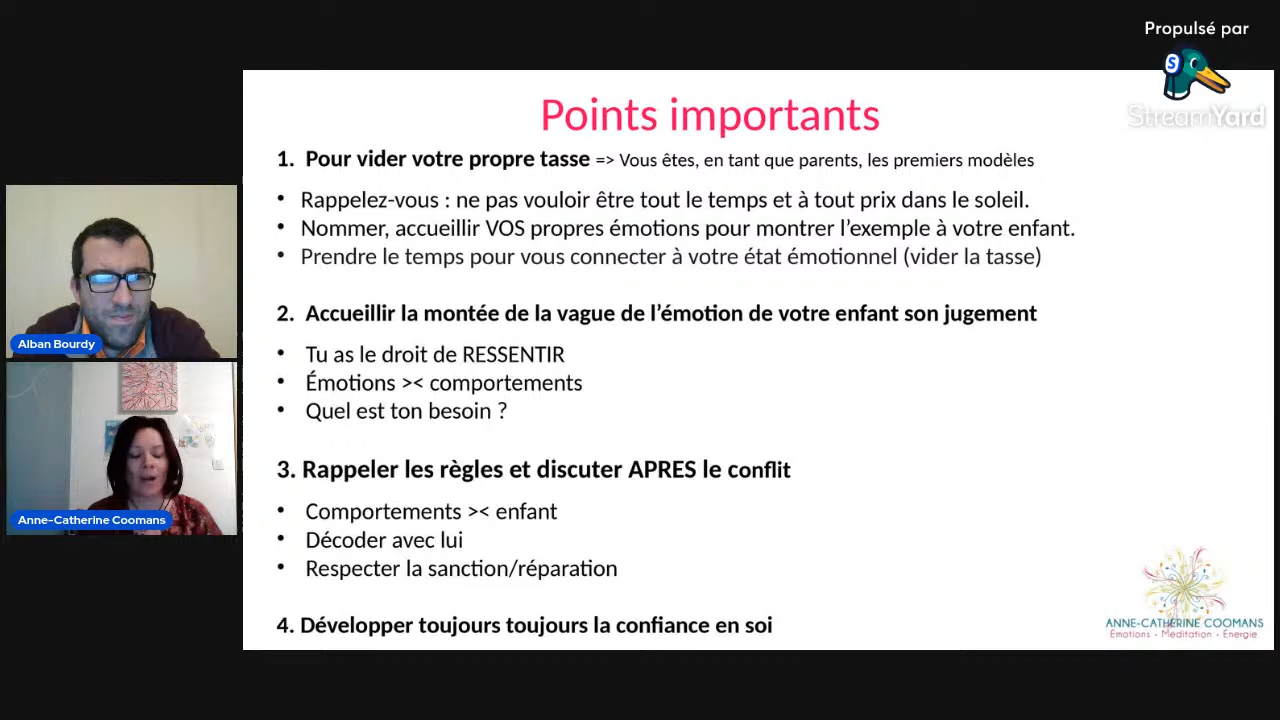 Propulsé par
StreamYard
Points importants
1. Pour vider votre propre tasse => Vous êtes, en tant que parents, les premiers modèles
• Rappelez-vous : ne pas vouloir être tout le temps et à tout prix dans le soleil.
• Nommer, accueillir VOS propres émotions pour montrer l’exemple à votre enfant.
• Prendre le temps pour vous connecter à votre état émotionnel (vider la tasse)
2. Accueillir la montée de la vague de l’émotion de votre enfant son jugement
• Tu as le droit de RESSENTIR
• Émotions >< comportements
• Quel est ton besoin ?
3. Rappeler les règles et discuter APRES le conflit
• Comportements >< enfant
• Décoder avec lui
• Respecter la sanction/réparation
4. Développer toujours toujours la confiance en soi
ANNE-CATHERINE COOMANS
Émotions • Méditation • Énergie
Alban Bourdy
Anne-Catherine Coomans